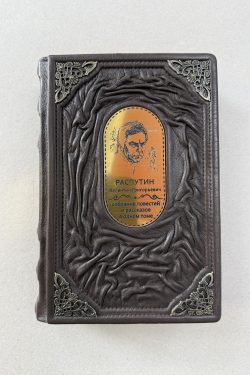 РАСПУТИН
Валентин Григорьевич
собрание повестей
и рассказов
в одном томе